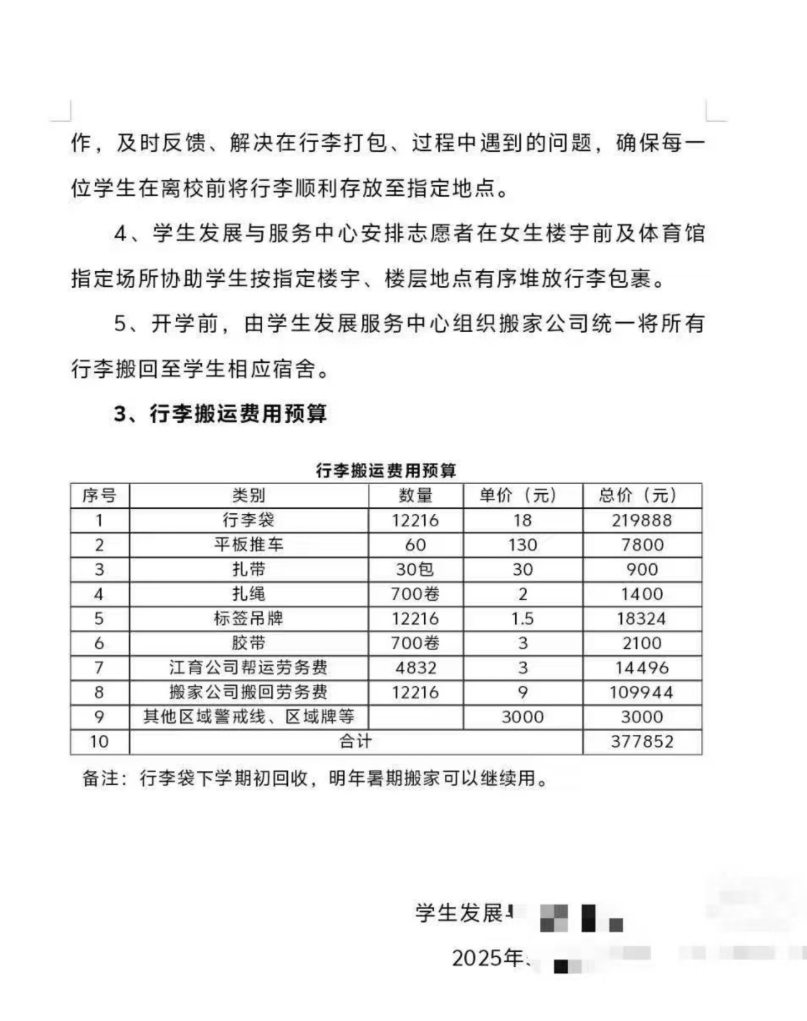 作，及时反馈、解决在行李打包、过程中遇到的问题，确保每一
位学生在离校前将行李顺利存放至指定地点。
4、学生发展与服务中心安排志愿者在女生楼宇前及体育馆
指定场所协助学生按指定楼宇、楼层地点有序堆放行李包裹。
5、开学前，由学生发展服务中心组织搬家公司统一将所有
行李搬回至学生相应宿舍。
3、行李搬运费用预算
行李搬运费用预算
序号 类别 数量 单价（元） 总价（元）
1 行李袋 12216 18 219888
2 平板推车 60 130 7800
3 扎带 30包 30 900
4 扎绳 700卷 2 1400
5 标签吊牌 12216 1.5 18324
6 胶带 700卷 3 2100
7 江育公司帮运劳务费 4832 3 14496
8 搬家公司搬回劳务费 12216 9 109944
9 其他区域警戒线、区域牌等 3000 3000
10 合计 377852
备注：行李袋下学期初回收，明年暑期搬家可以继续用。
学生发展
2025年